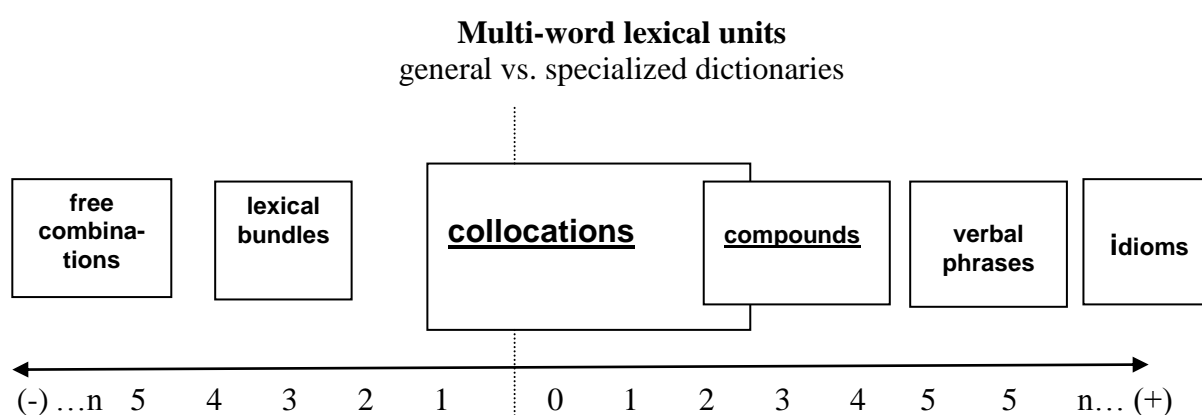 Multi-word lexical units
general vs. specialized dictionaries
free
combina-
tions
lexical
bundles
collocations
compounds
verbal
phrases
idioms
(-) …n 5 4 3 2 1 0 1 2 3 4 5 5 n… (+)